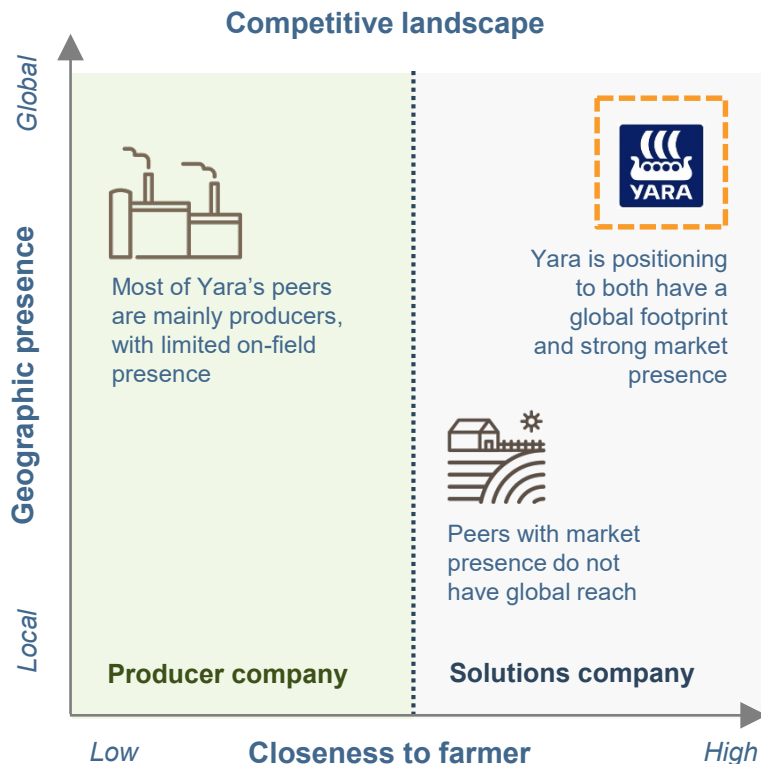 Competitive landscape
Global
Geographic presence
Local
Most of Yara’s peers
are mainly producers,
with limited on-field
presence
YARA
Yara is positioning
to both have a
global footprint
and strong market
presence
Peers with market
presence do not
have global reach
Producer company
Solutions company
Low
Closeness to farmer
High